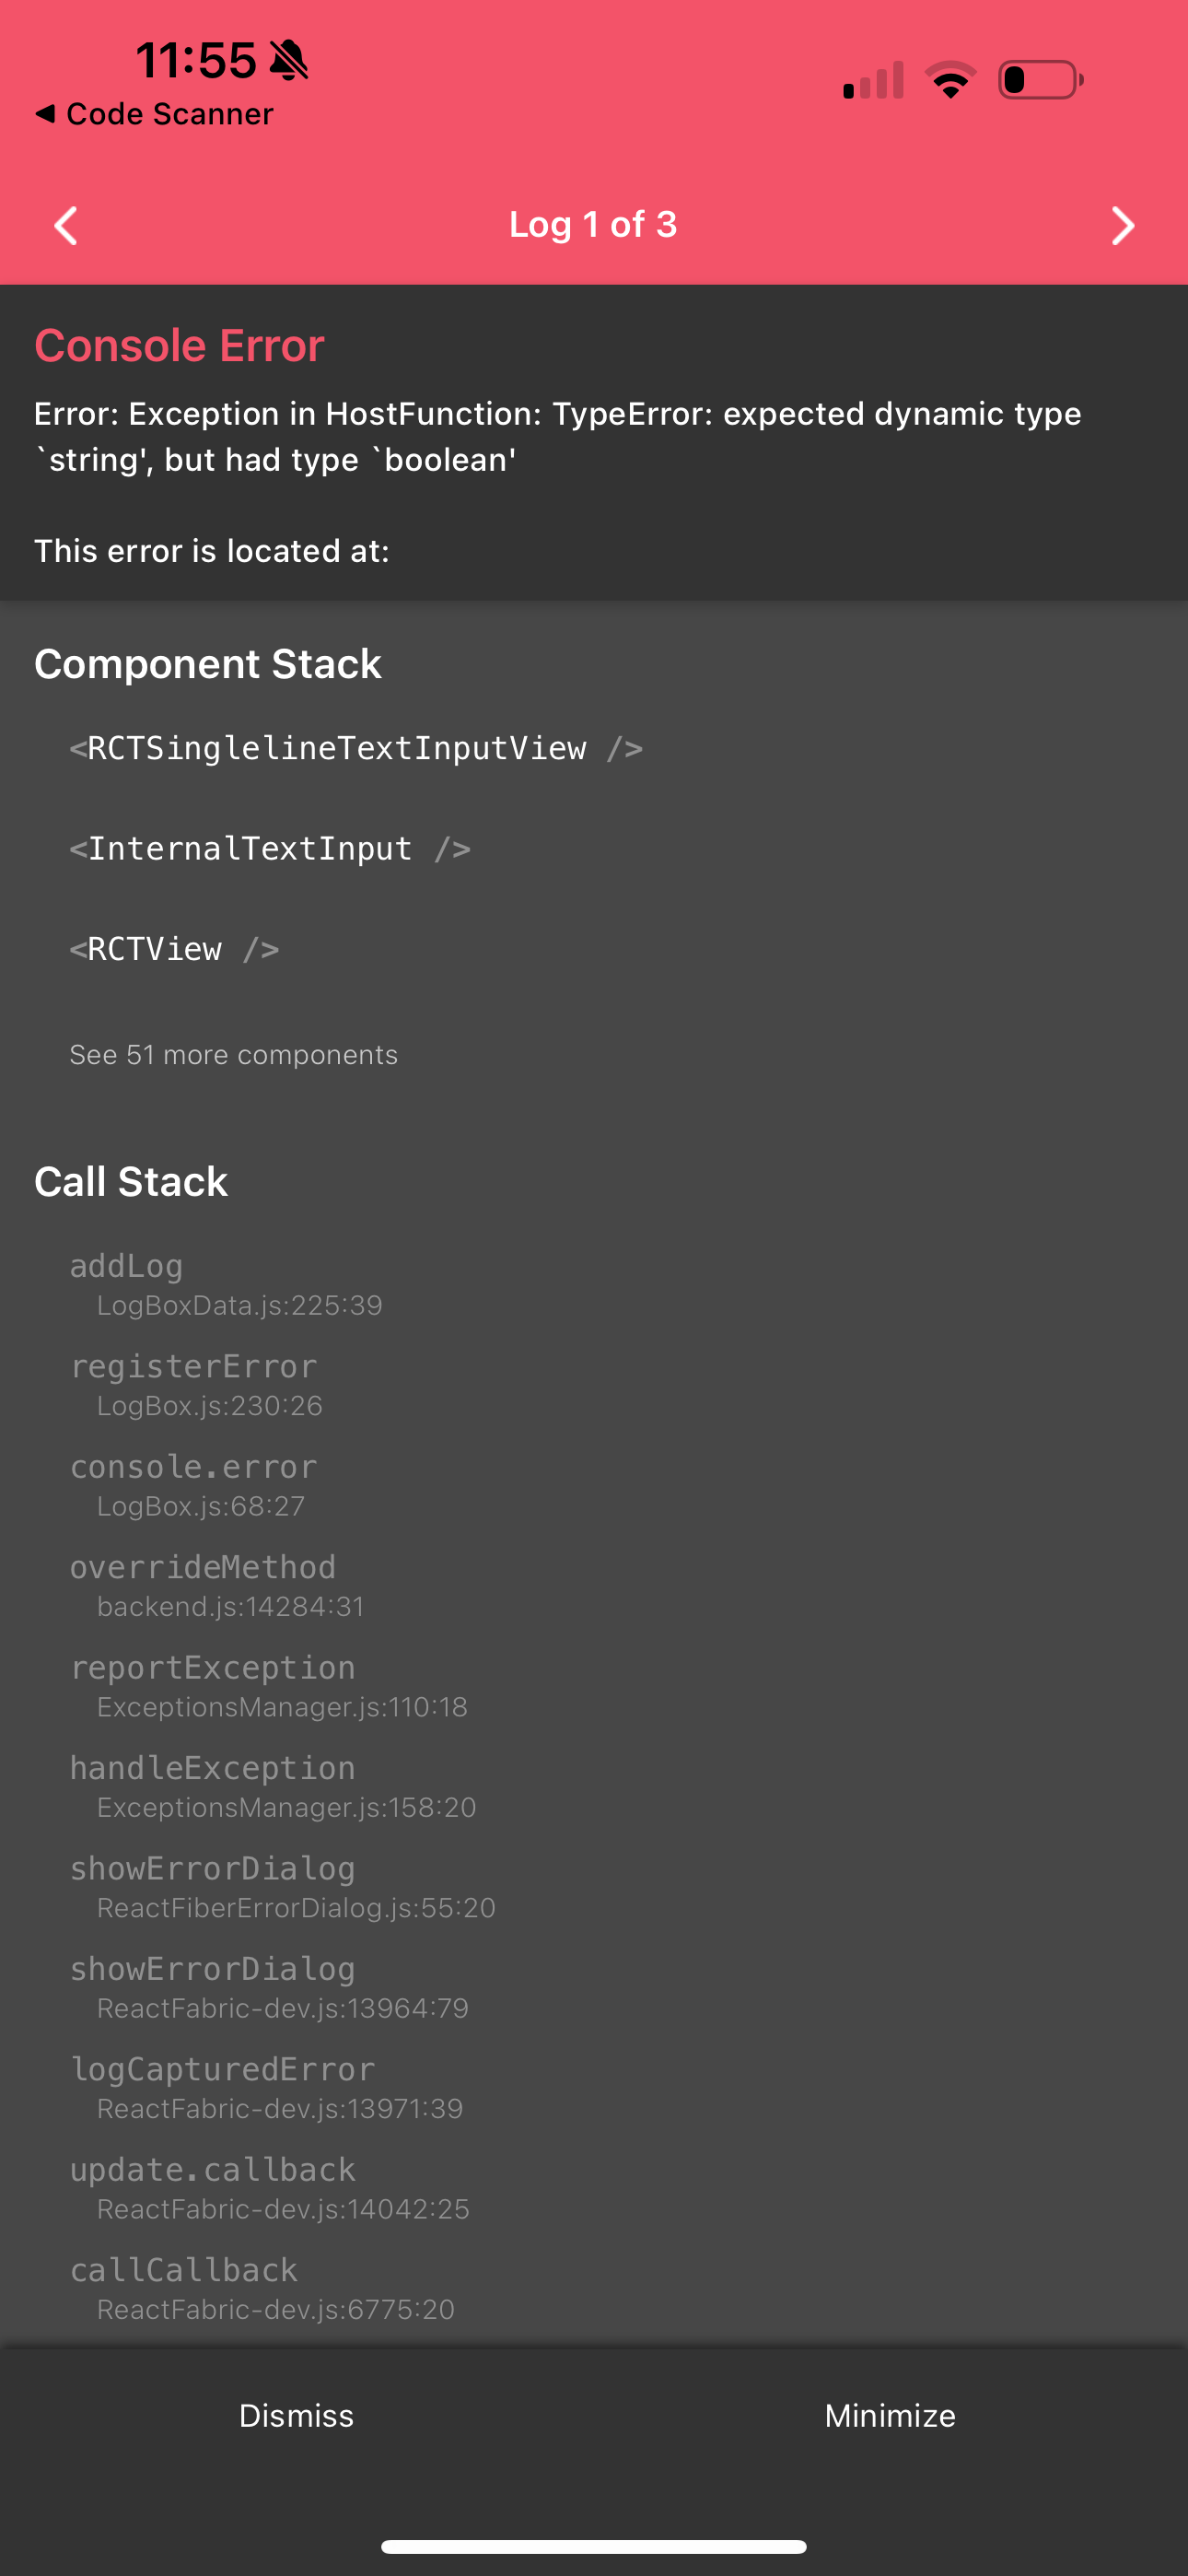 11:55
◀ Code Scanner
Log 1 of 3
Console Error
Error: Exception in HostFunction: TypeError: expected dynamic type
`string', but had type `boolean'
This error is located at:
Component Stack
<RCTSinglelineTextInputView />
<InternalTextInput />
<RCTView />
See 51 more components
Call Stack
addLog
LogBoxData.js:225:39
registerError
LogBox.js:230:26
console.error
LogBox.js:68:27
overrideMethod
backend.js:14284:31
reportException
ExceptionsManager.js:110:18
handleException
ExceptionsManager.js:158:20
showErrorDialog
ReactFiberErrorDialog.js:55:20
showErrorDialog
ReactFabric-dev.js:13964:79
logCapturedError
ReactFabric-dev.js:13971:39
update.callback
ReactFabric-dev.js:14042:25
callCallback
ReactFabric-dev.js:6775:20
Dismiss
Minimize